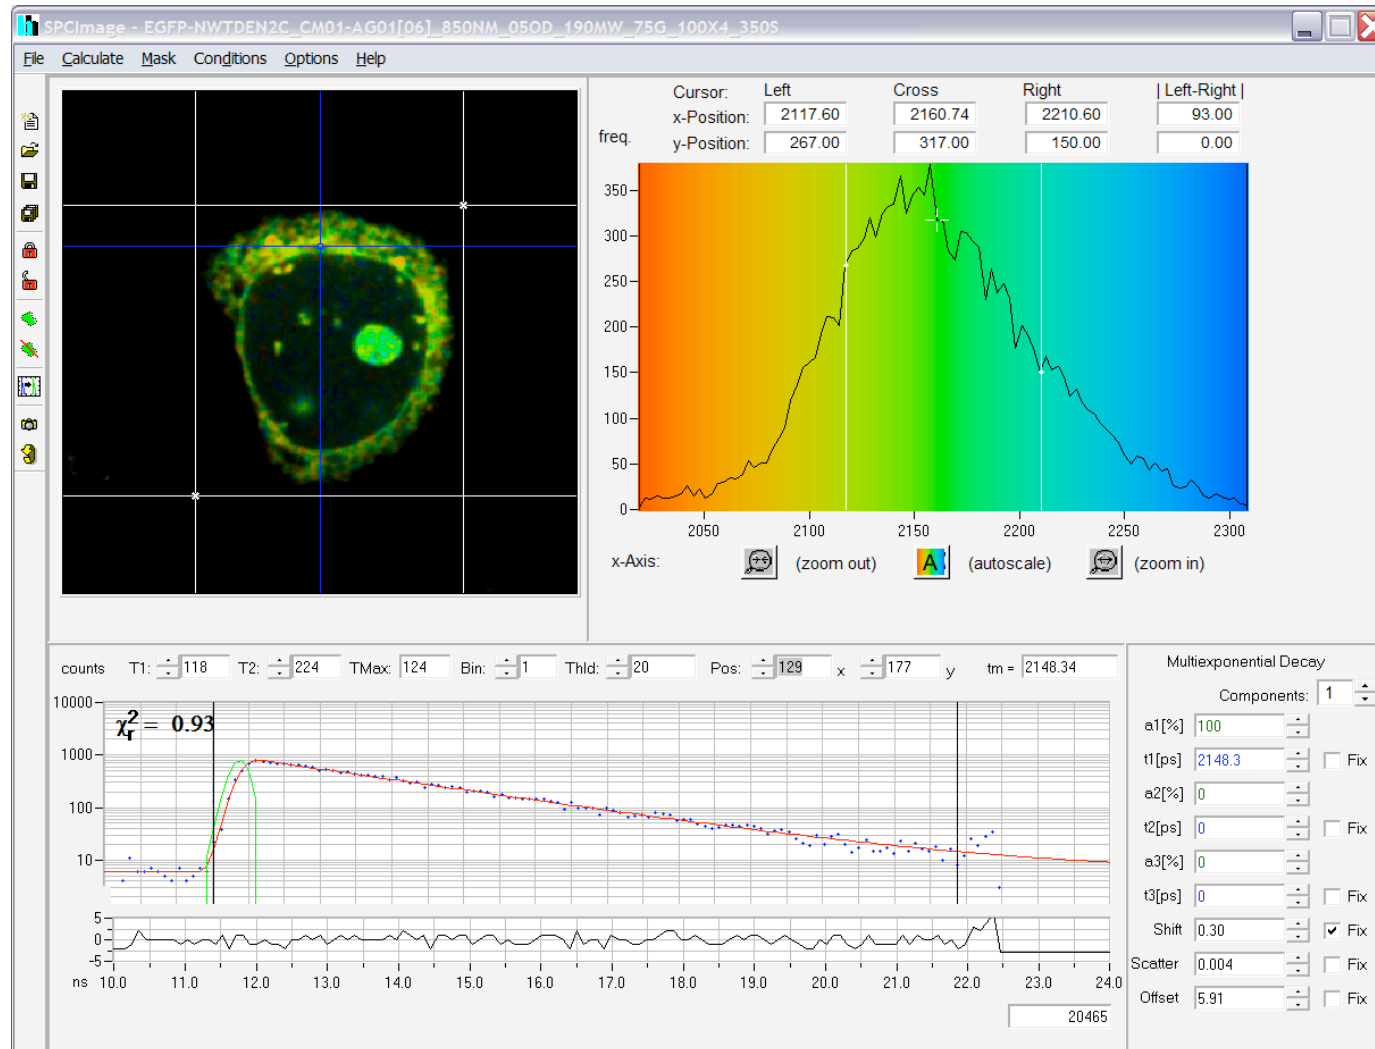 SPCImage - EGFP-NWTDEN2C_CM01-AG01[06]_850NM_05OD_190MW_75G_100X4_350S
File Calculate Mask Conditions Options Help
Cursor: Left Cross Right | Left-Right |
x-Position: 2117.60 2160.74 2210.60 93.00
freq. y-Position: 267.00 317.00 150.00 0.00
350
300
250
200
150
100
50
0
2050 2100 2150 2200 2250 2300
x-Axis: (zoom out) A (autoscale) (zoom in)
counts T1: 118 T2: 224 TMax: 124 Bin: 1 Thld: 20 Pos: 129 x 177 y tm = 2148.34
10000
1000
100
10
χ²r = 0.93
5
0
-5
ns 10.0 11.0 12.0 13.0 14.0 15.0 16.0 17.0 18.0 19.0 20.0 21.0 22.0 23.0 24.0
20465
Multiexponential Decay
Components: 1
a1[%] 100
t1[ps] 2148.3 Fix
a2[%] 0
t2[ps] 0 Fix
a3[%] 0
t3[ps] 0 Fix
Shift 0.30 Fix
Scatter 0.004 Fix
Offset 5.91 Fix